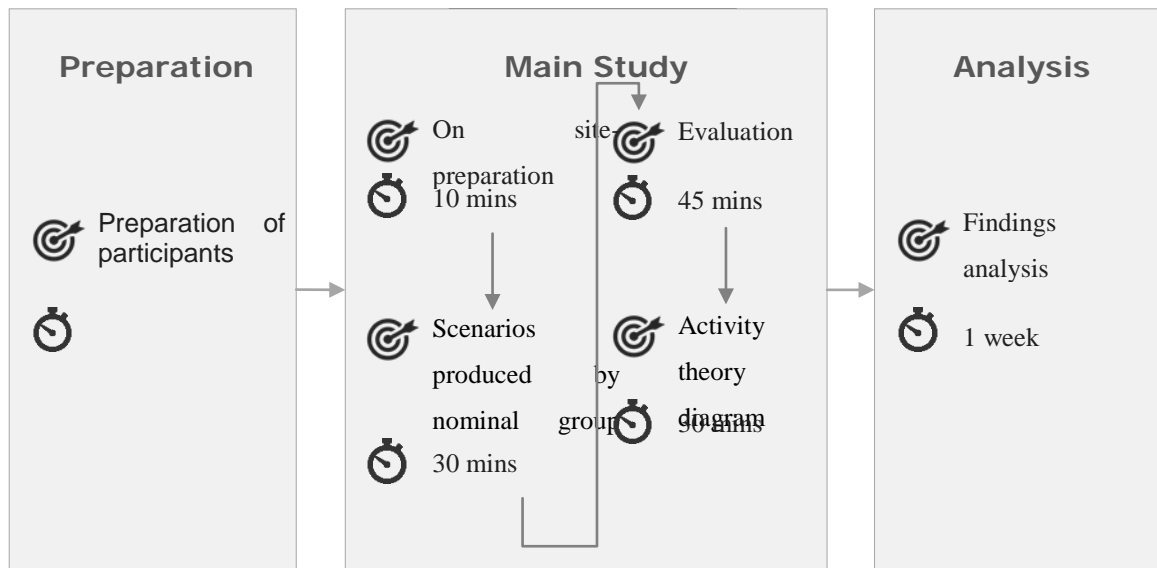 Preparation
Preparation of
participants
Main Study
On site-
preparation
10 mins
Scenarios
produced by
nominal group
30 mins
Evaluation
45 mins
Activity
theory
diagram
mins
Analysis
Findings
analysis
1 week